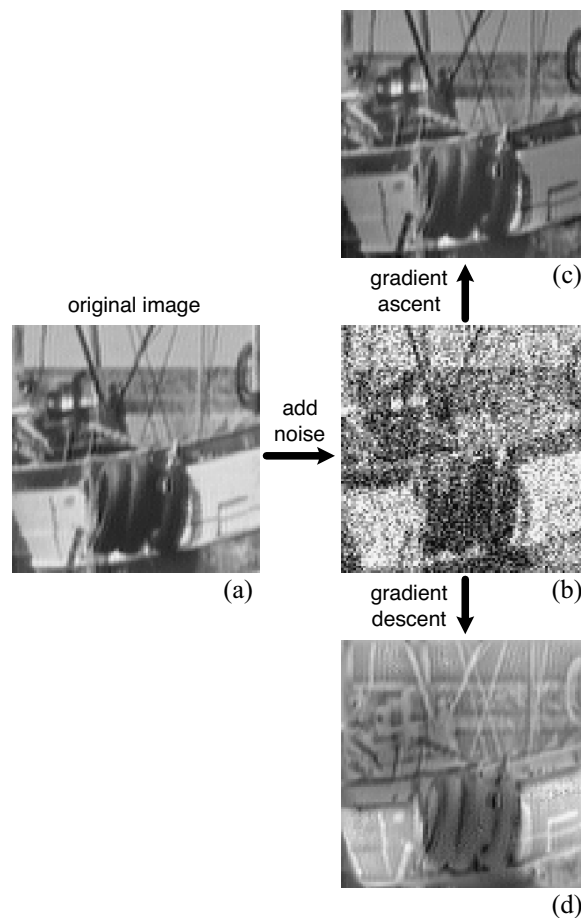 (c)
gradient
ascent
original image
add
noise
(a)
(b)
gradient
descent
(d)